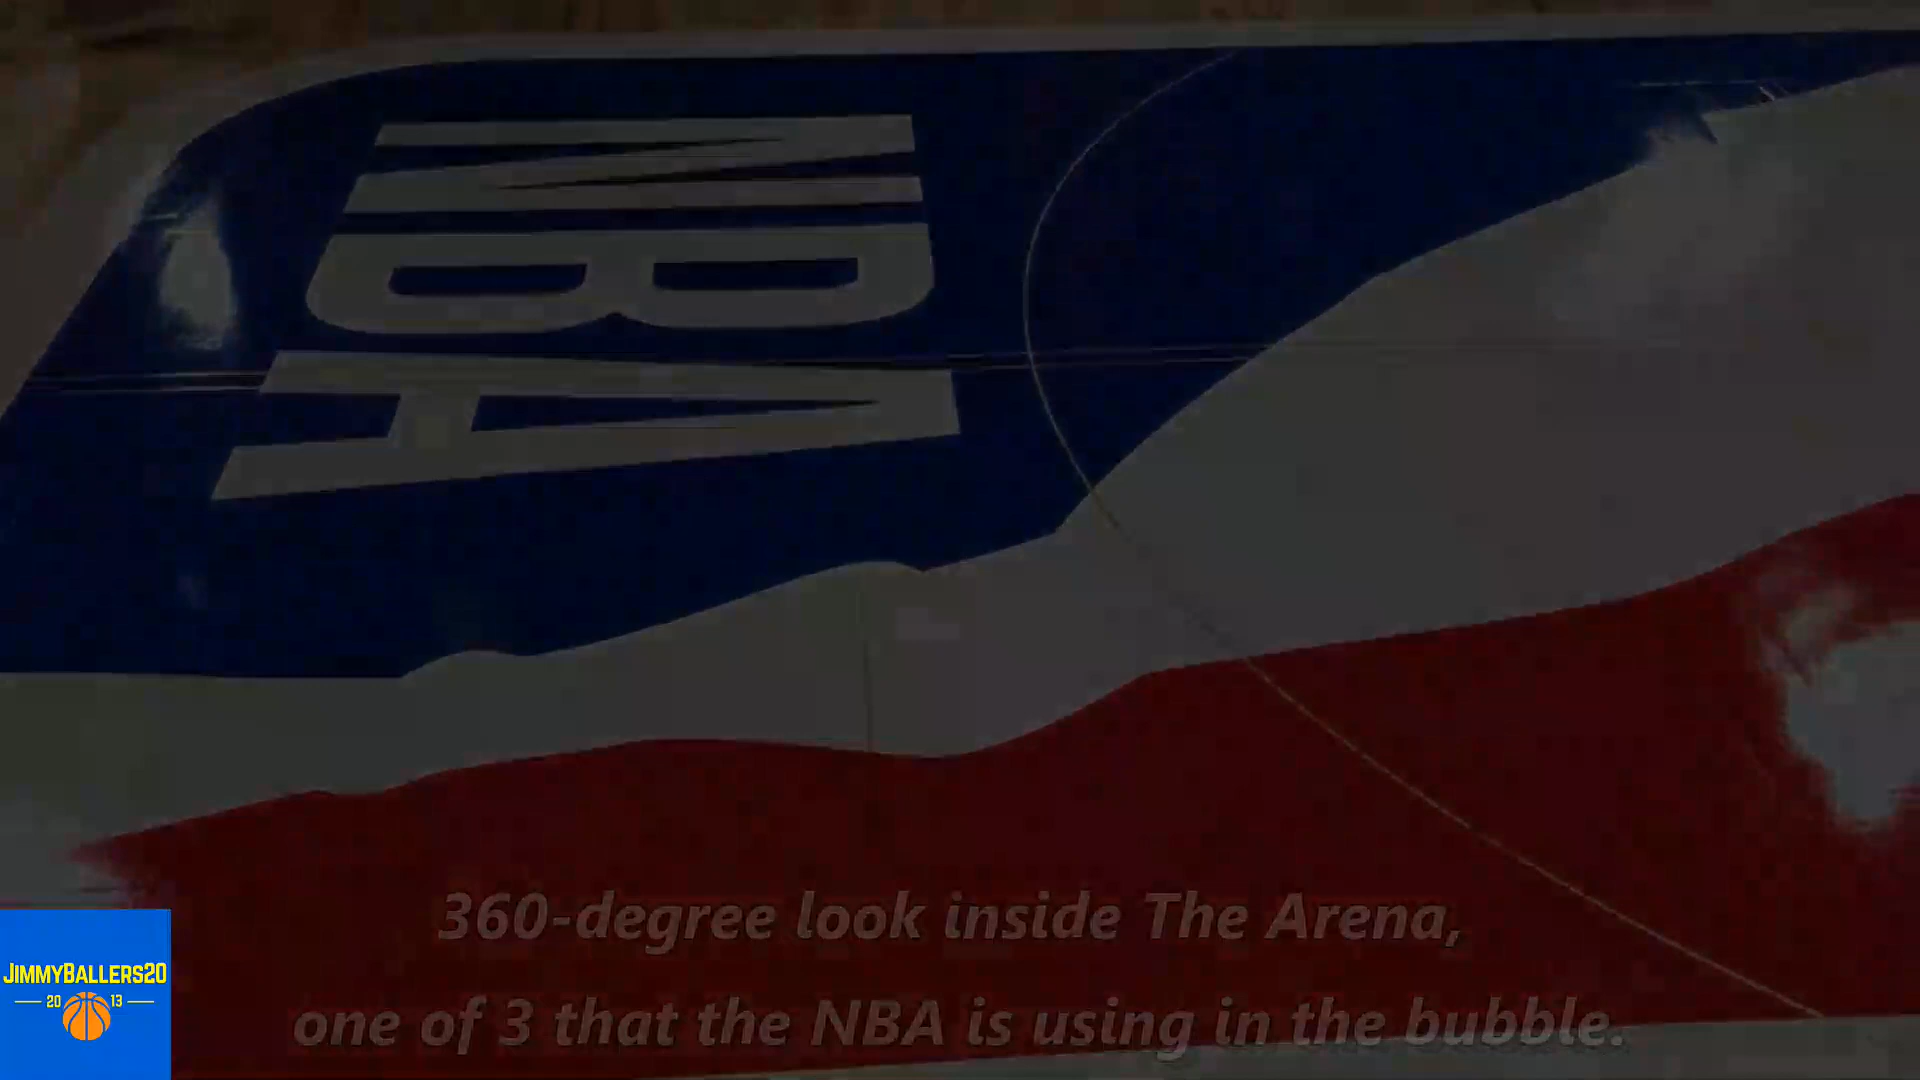 NBA
360-degree look inside The Arena,
one of 3 that the NBA is using in the bubble.
JIMMYBALLERS20
20 13